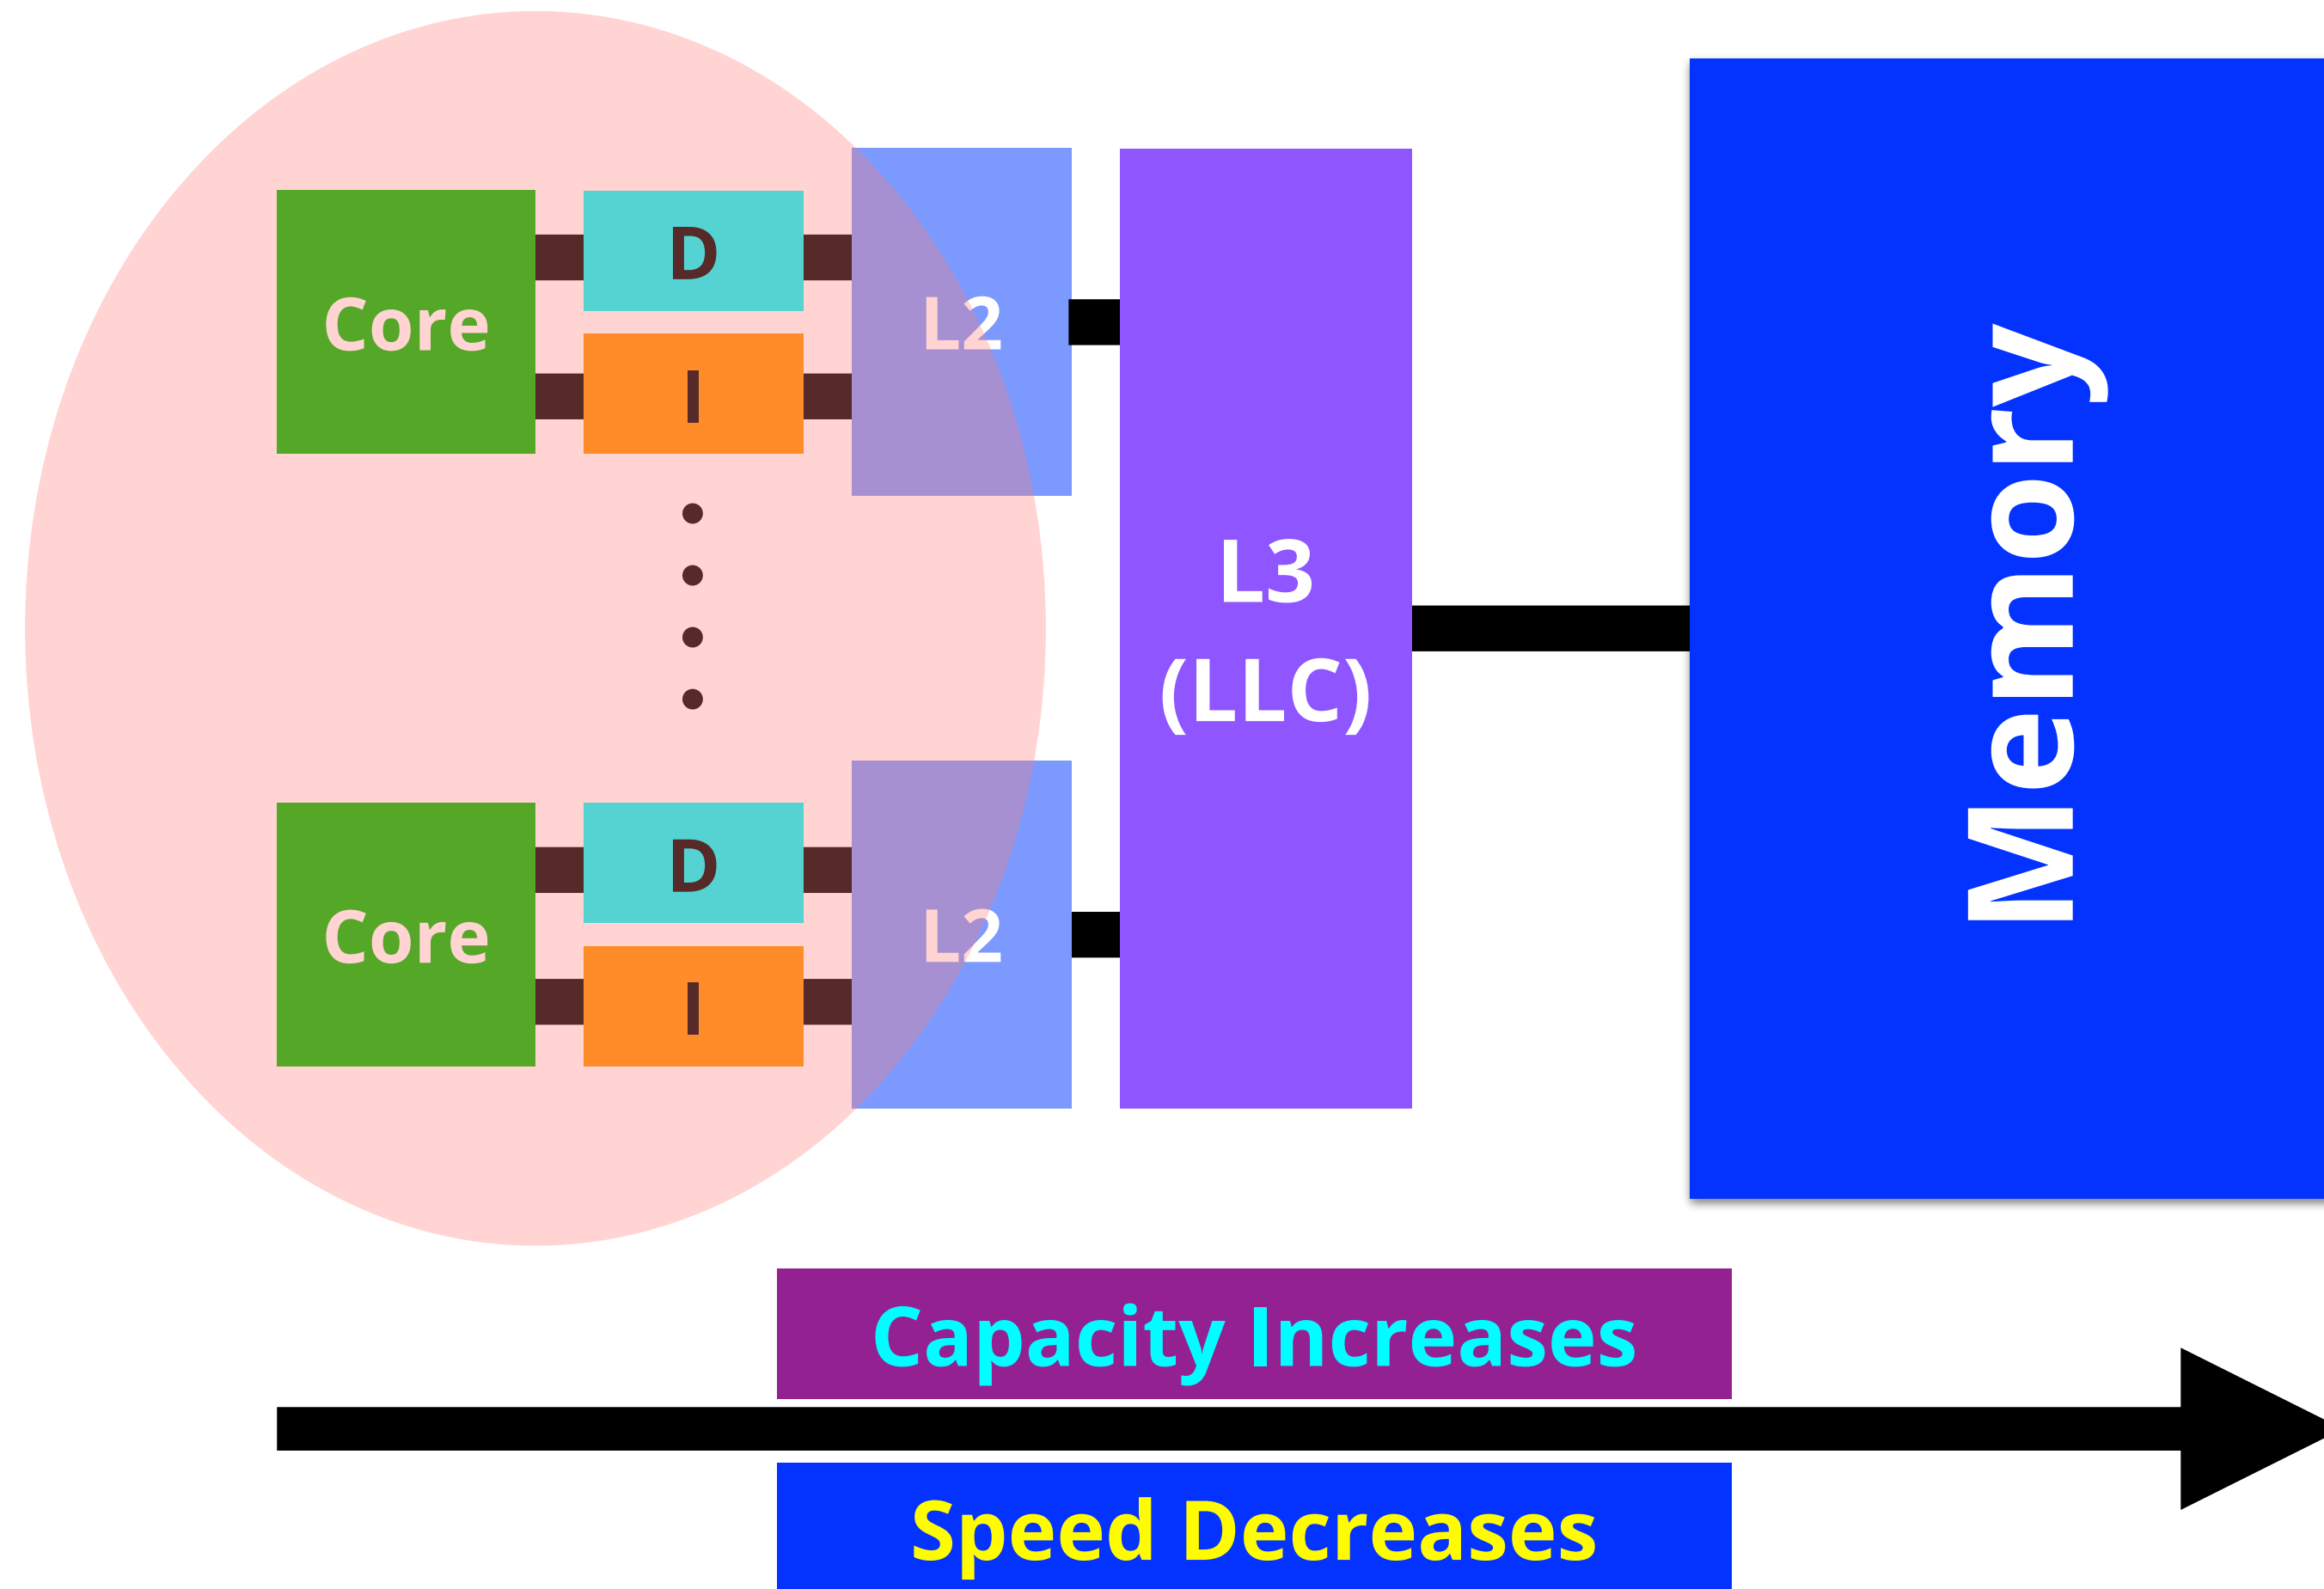 Core
D
I
L2
Core
D
I
L2
L3
(LLC)
Memory
Capacity Increases
Speed Decreases